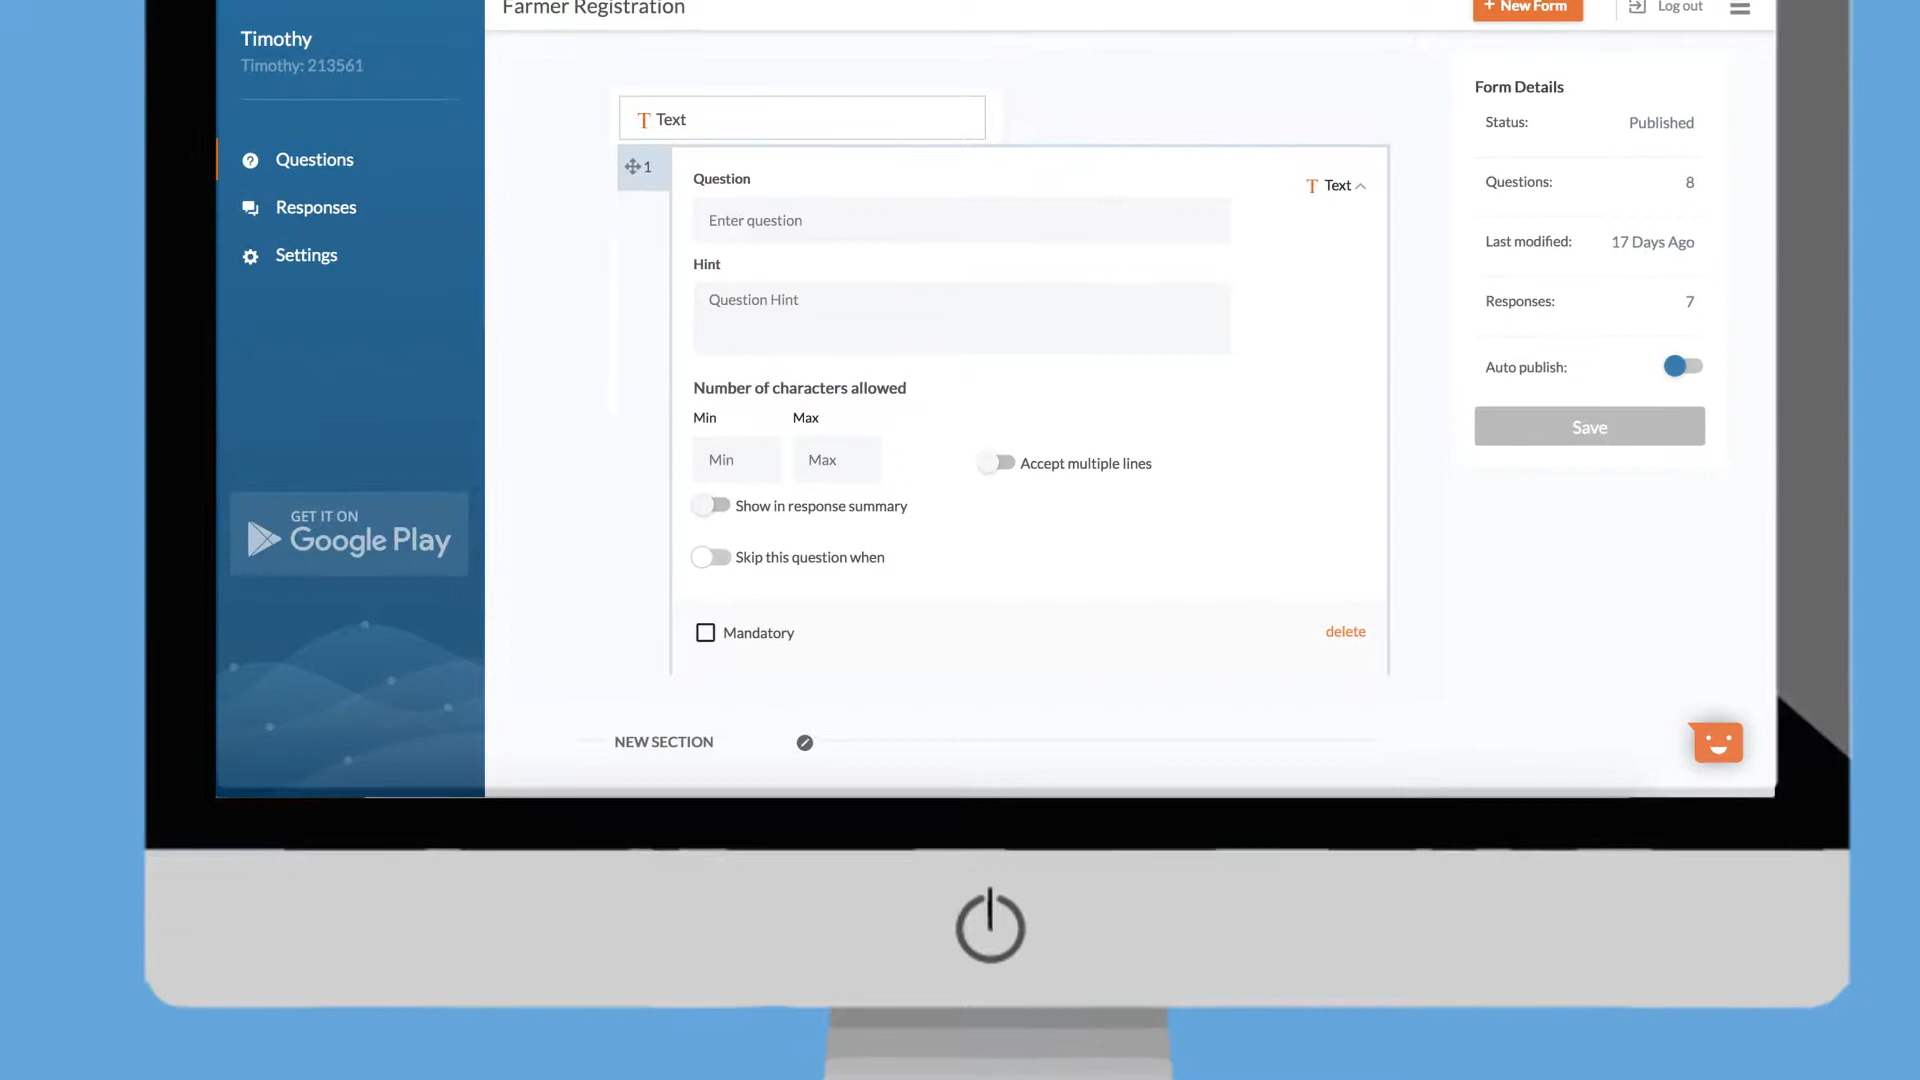 Farmer Registration
+ New Form
Log out
Timothy
Timothy: 213561
Questions
Responses
Settings
GET IT ON
Google Play
T Text
1
Question
T Text
Enter question
Hint
Question Hint
Number of characters allowed
Min
Max
Min
Max
Accept multiple lines
Show in response summary
Skip this question when
Mandatory
delete
NEW SECTION
Form Details
Status:
Published
Questions:
8
Last modified:
17 Days Ago
Responses:
7
Auto publish:
Save